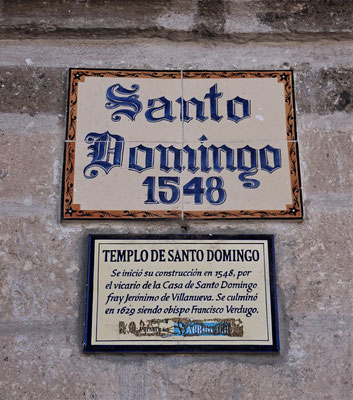 Santo
Domingo
1548
TEMPLO DE SANTO DOMINGO
Se inició su construcción en 1548, por
el vicario de la Casa de Santo Domingo
fray Jerónimo de Villanueva. Se culminó
en 1629 siendo obispo Francisco Verdugo.